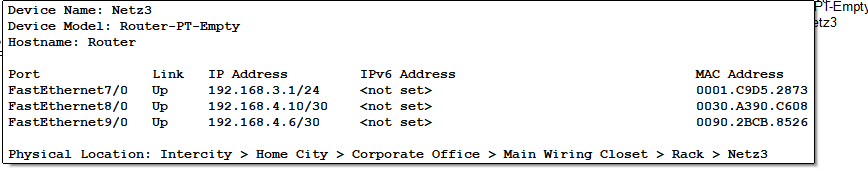 Device Name: Netz3
Device Model: Router-PT-Empty
Hostname: Router
Port Link IP Address IPv6 Address MAC Address
FastEthernet7/0 Up 192.168.3.1/24 <not set> 0001.C9D5.2873
FastEthernet8/0 Up 192.168.4.10/30 <not set> 0030.A390.C608
FastEthernet9/0 Up 192.168.4.6/30 <not set> 0090.2BCB.8526
Physical Location: Intercity > Home City > Corporate Office > Main Wiring Closet > Rack > Netz3
PT-Empty
etz3